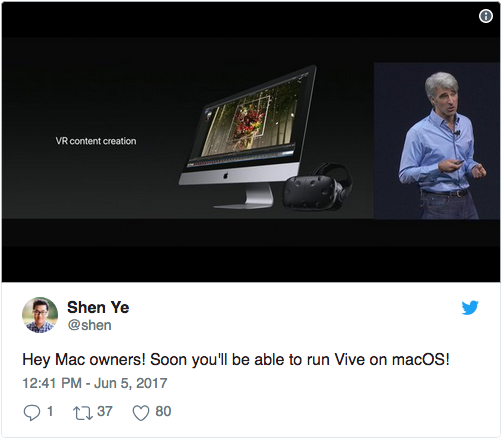 VR content creation
Shen Ye
@shen
Hey Mac owners! Soon you'll be able to run Vive on macOS!
12:41 PM - Jun 5, 2017
1 37 80